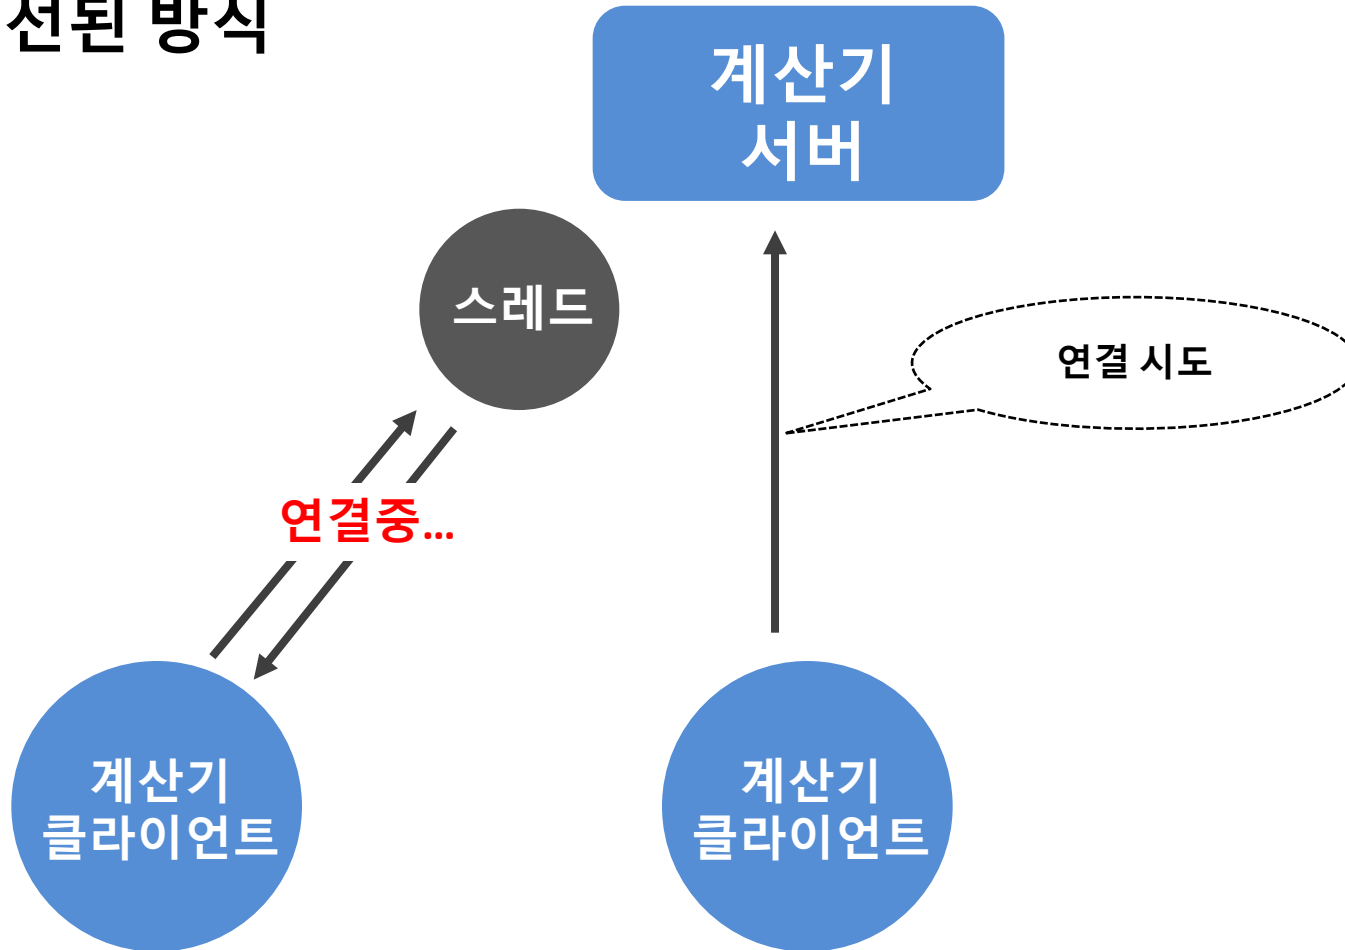 선된 방식
계산기
서버
스레드
연결 시도
연결중...
계산기
클라이언트
계산기
클라이언트